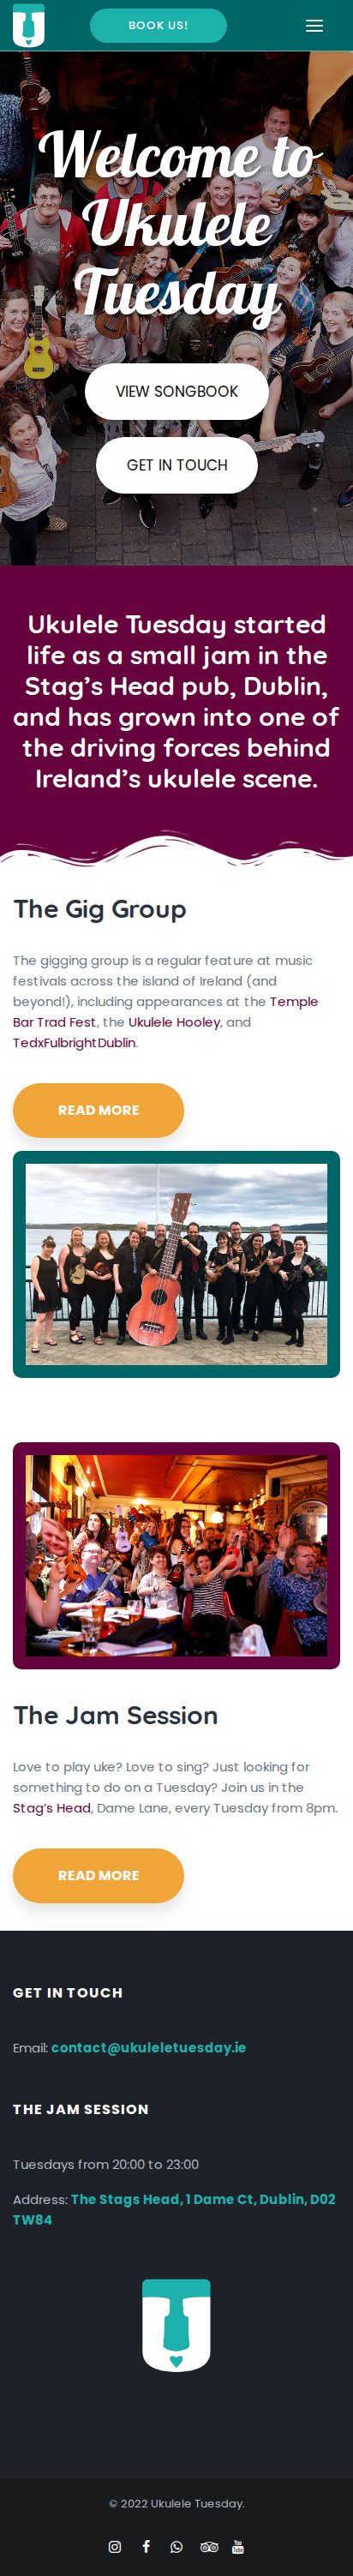 BOOK US!
Welcome to
Ukulele
Tuesday
VIEW SONGBOOK
GET IN TOUCH
Ukulele Tuesday started
life as a small jam in the
Stag’s Head pub, Dublin,
and has grown into one of
the driving forces behind
Ireland’s ukulele scene.
The Gig Group
The gigging group is a regular feature at music
festivals across the island of Ireland (and
beyond!), including appearances at the Temple
Bar Trad Fest, the Ukulele Hooley, and
TedxFulbrightDublin.
READ MORE
The Jam Session
Love to play uke? Love to sing? Just looking for
something to do on a Tuesday? Join us in the
Stag’s Head, Dame Lane, every Tuesday from 8pm.
READ MORE
GET IN TOUCH
Email: contact@ukuleletuesday.ie
THE JAM SESSION
Tuesdays from 20:00 to 23:00
Address: The Stags Head, 1 Dame Ct, Dublin, D02
TW84
© 2022 Ukulele Tuesday.